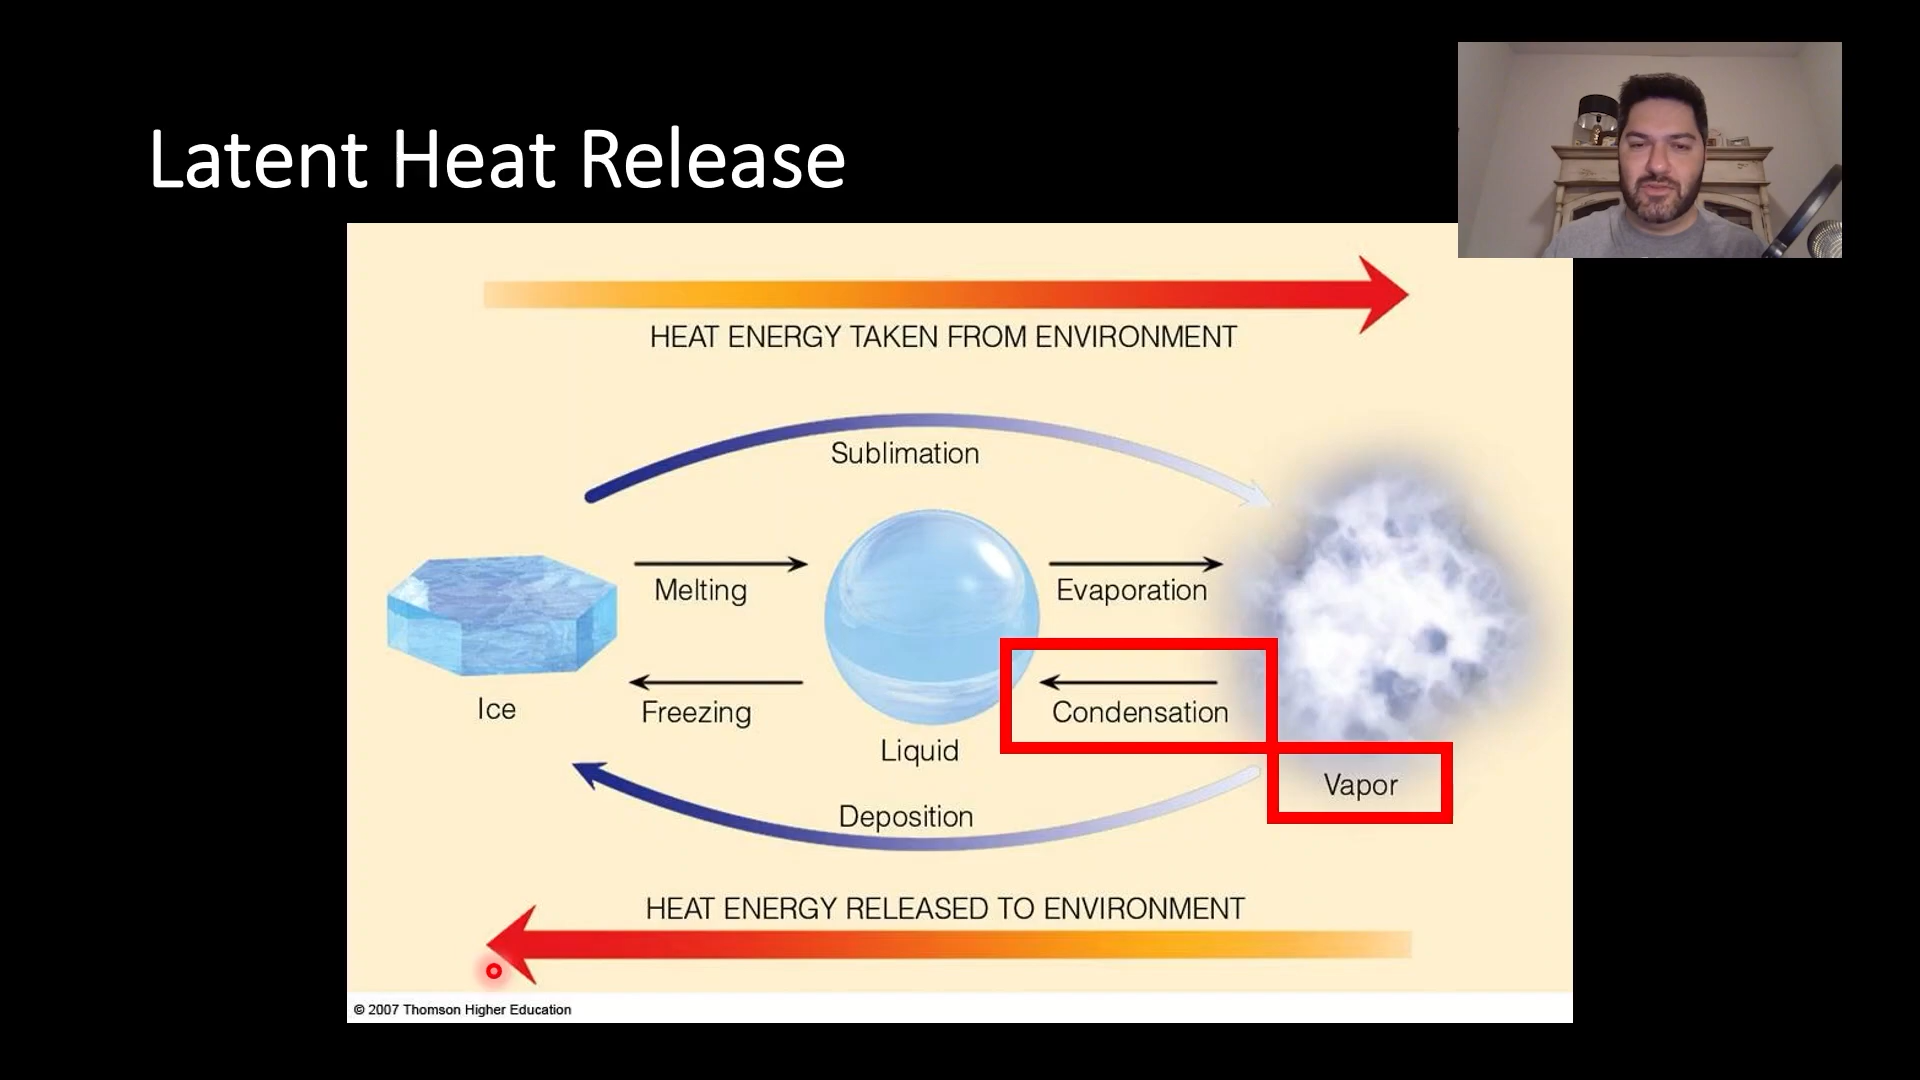 Latent Heat Release
HEAT ENERGY TAKEN FROM ENVIRONMENT
Sublimation
Melting
Evaporation
Ice
Freezing
Liquid
Condensation
Vapor
Deposition
HEAT ENERGY RELEASED TO ENVIRONMENT
© 2007 Thomson Higher Education